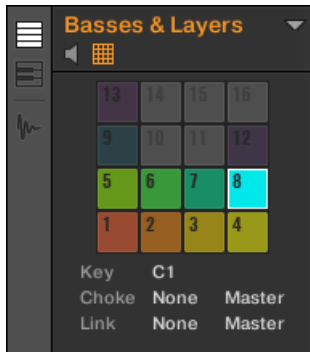 Basses & Layers
13 14 15 16
9 10 11 12
5 6 7 8
1 2 3 4
Key C1
Choke None Master
Link None Master